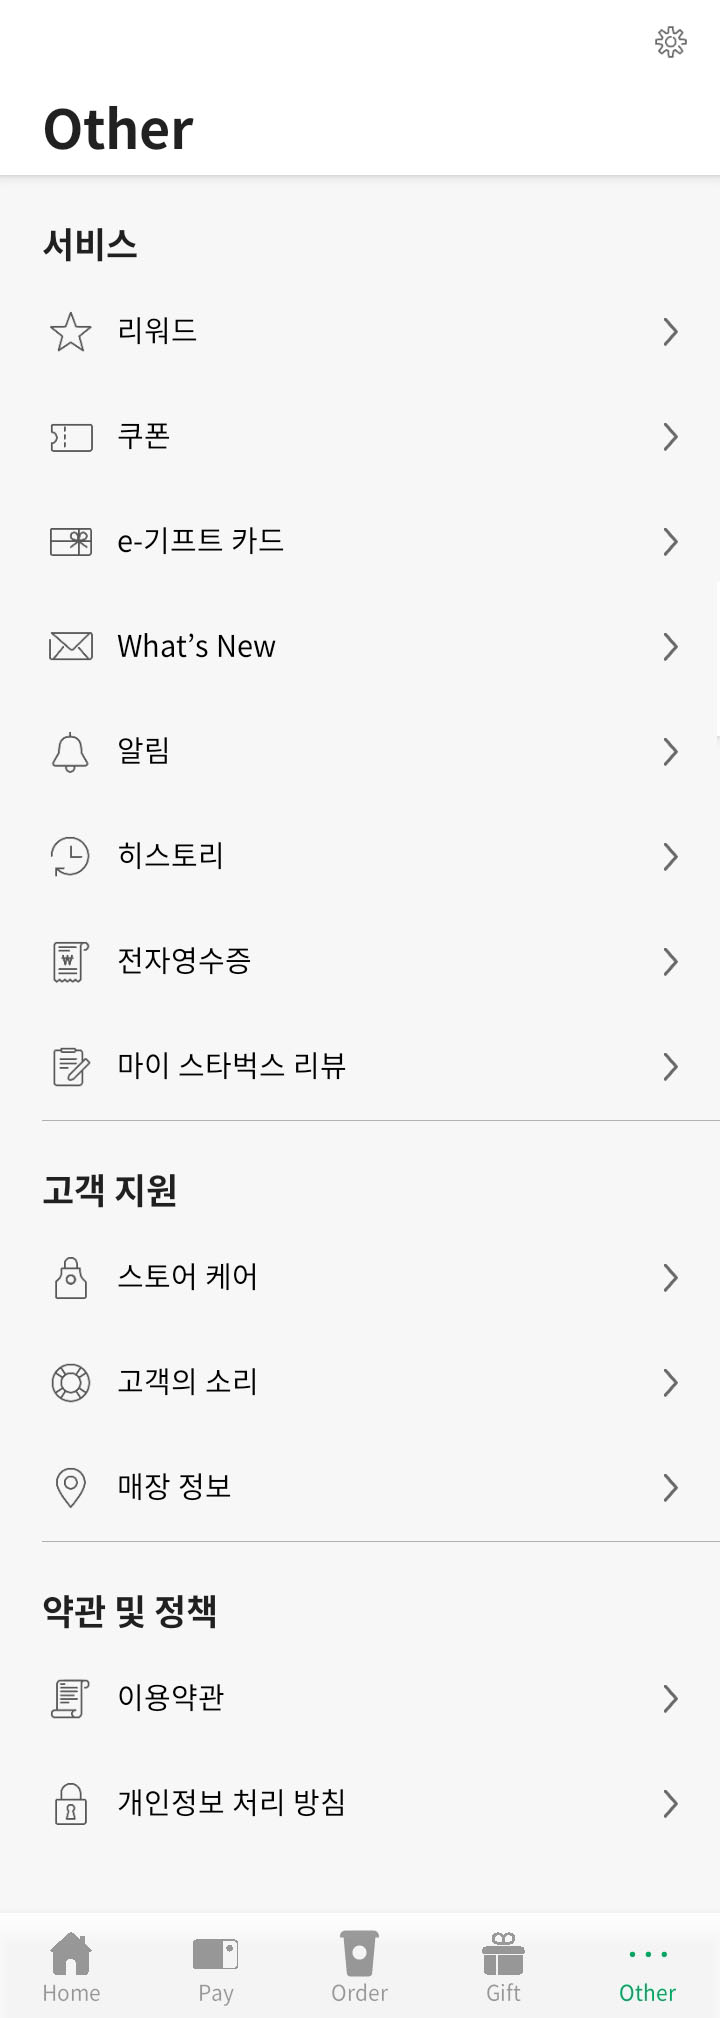 Other
서비스
리워드
쿠폰
e-기프트 카드
What’s New
알림
히스토리
전자영수증
마이 스타벅스 리뷰
고객 지원
스토어 케어
고객의 소리
매장 정보
약관 및 정책
이용약관
개인정보 처리 방침
Home Pay Order Gift Other